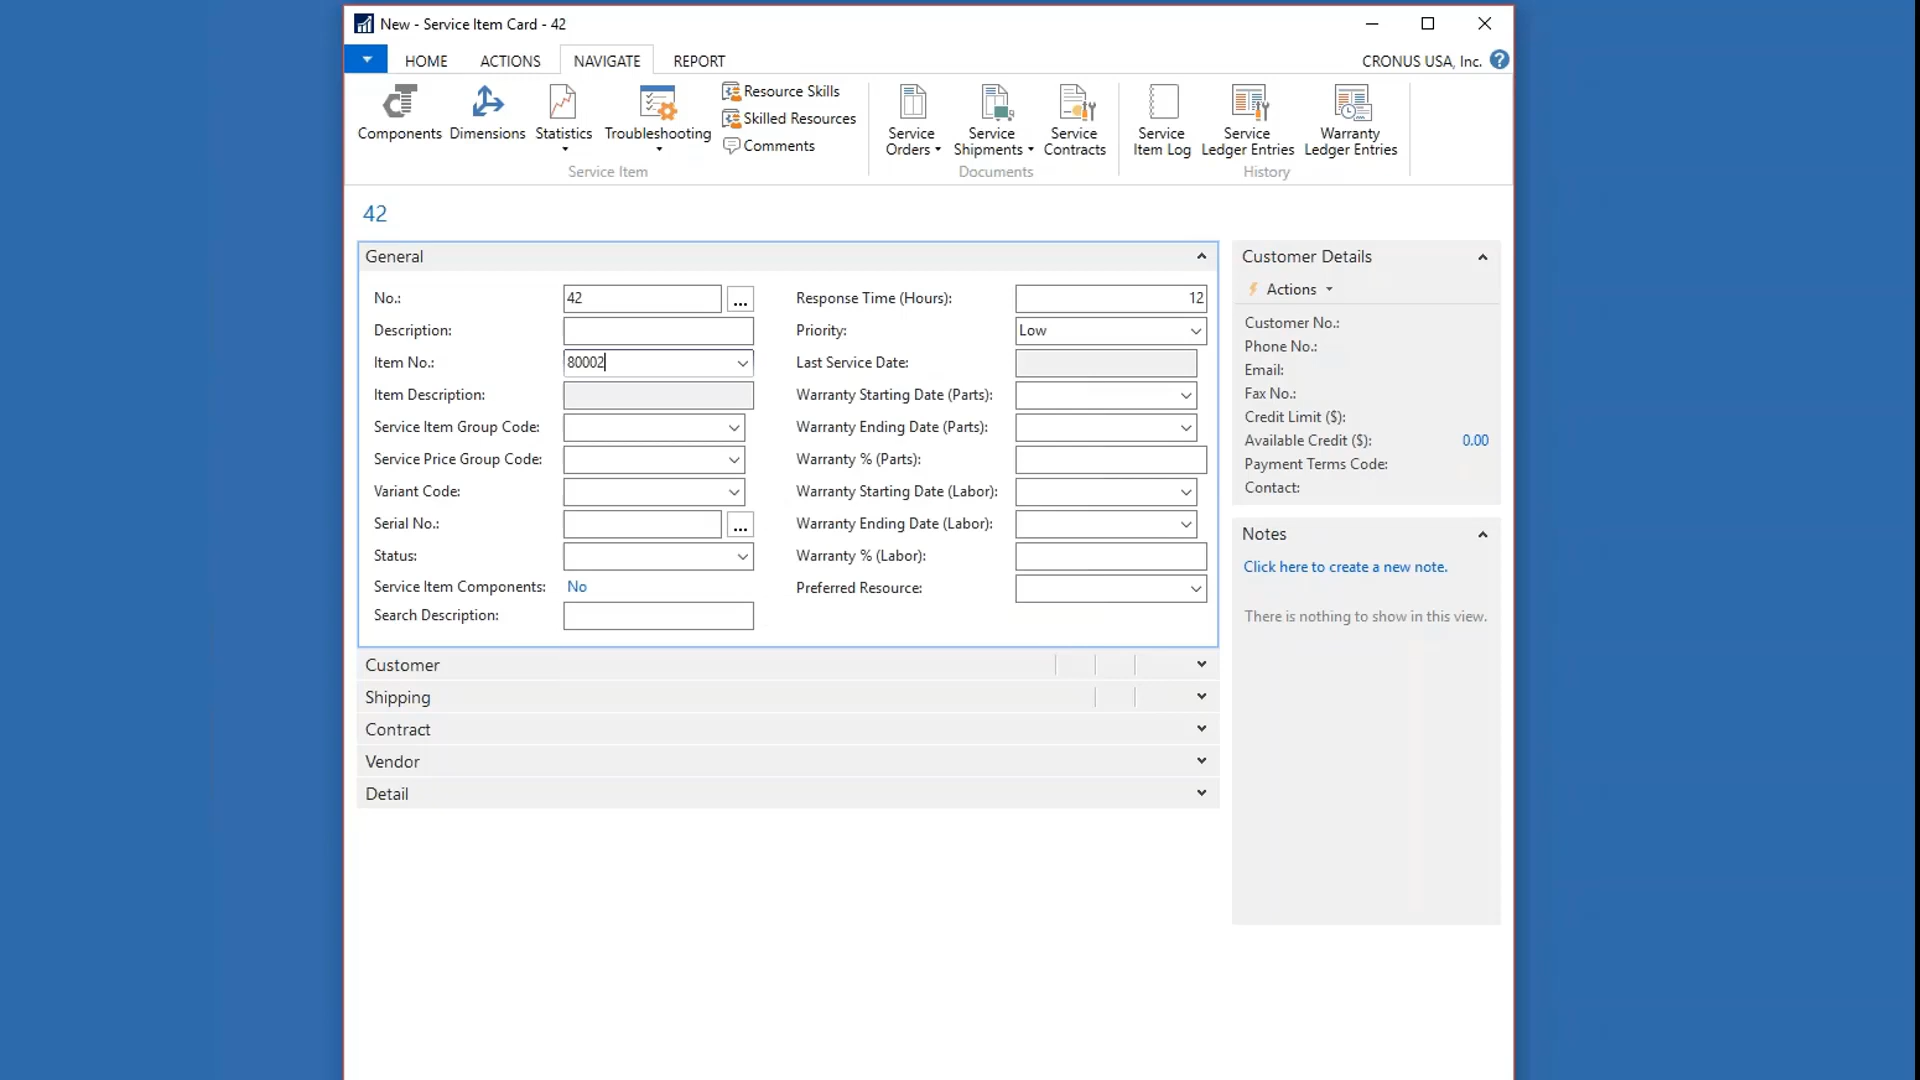 New - Service Item Card - 42
HOME ACTIONS NAVIGATE REPORT
CRONUS USA, Inc. ?
Components
Dimensions
Statistics
Troubleshooting
Resource Skills
Skilled Resources
Comments
Service Item
Service
Orders
Service
Shipments
Service
Contracts
Documents
Service
Item Log
Service
Ledger Entries
Warranty
Ledger Entries
History
42
General
No.: 42 ...
Description:
Item No.: 80002
Item Description:
Service Item Group Code:
Service Price Group Code:
Variant Code:
Serial No.: ...
Status:
Service Item Components: No
Search Description:
Response Time (Hours): 12
Priority: Low
Last Service Date:
Warranty Starting Date (Parts):
Warranty Ending Date (Parts):
Warranty % (Parts):
Warranty Starting Date (Labor):
Warranty Ending Date (Labor):
Warranty % (Labor):
Preferred Resource:
Customer
Shipping
Contract
Vendor
Detail
Customer Details
Actions
Customer No.:
Phone No.:
Email:
Fax No.:
Credit Limit ($):
Available Credit ($): 0.00
Payment Terms Code:
Contact:
Notes
Click here to create a new note.
There is nothing to show in this view.